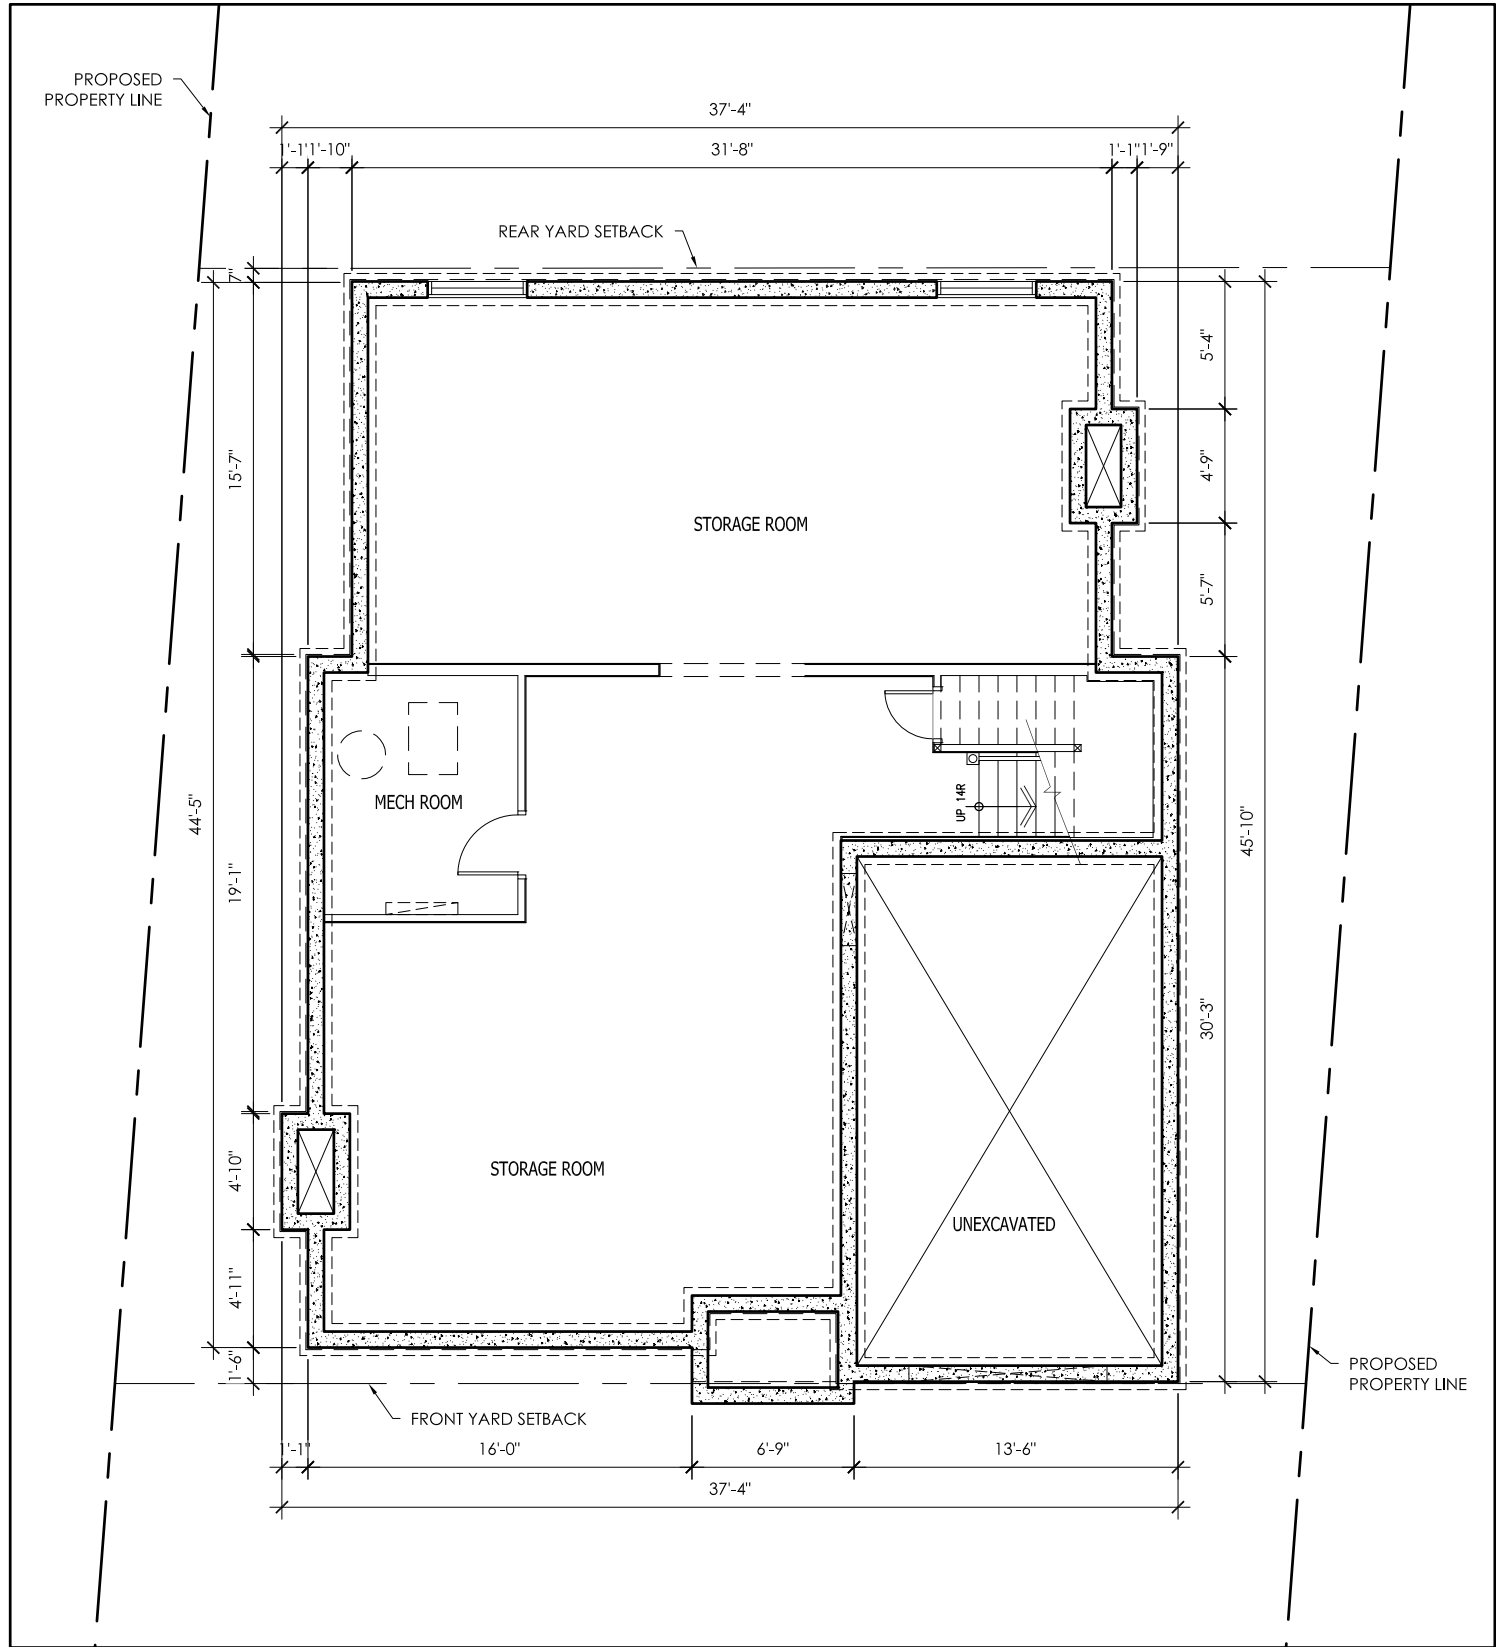 PROPOSED
PROPERTY LINE
37'-4"
1'-1" 1'-10" 31'-8" 1'-1" 1'-9"
REAR YARD SETBACK
7"
5'-4"
15'-7"
4'-9"
STORAGE ROOM
5'-7"
MECH ROOM
UP 14R
44'-5"
45'-10"
19'-1"
30'-3"
4'-10"
STORAGE ROOM
UNEXCAVATED
4'-11"
1'-6"
PROPOSED
PROPERTY LINE
FRONT YARD SETBACK
1'-1" 16'-0" 6'-9" 13'-6"
37'-4"